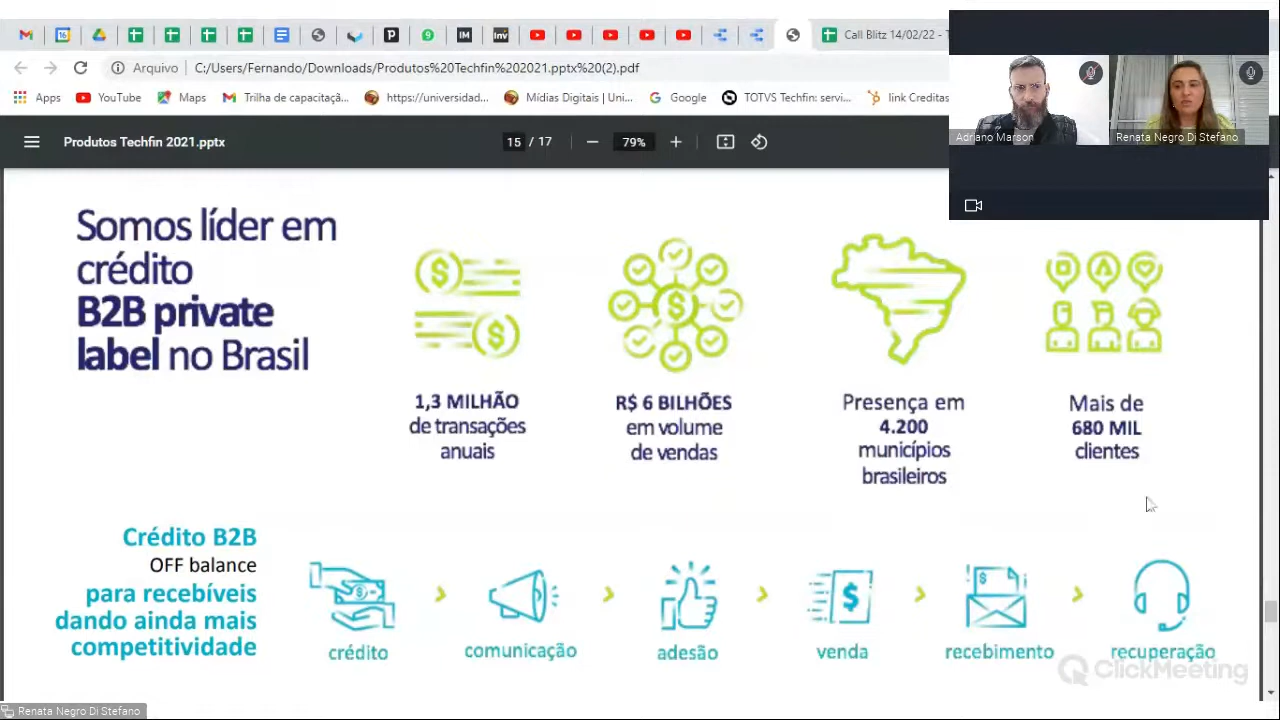 Call Blitz 14/02/22 - T
Arquivo
C:/Users/Fernando/Downloads/Produtos%20Techfin%202021.pptx%20(2).pdf
Apps
YouTube
Maps
Trilha de capacitaçã...
https://universidad...
Mídias Digitais | Uni...
Google
TOTVS Techfin: servi...
link Creditas
Adriano Marson
Renata Negro Di Stefano
Produtos Techfin 2021.pptx
15 / 17
79%
Somos líder em
crédito
B2B private
label no Brasil
1,3 MILHÃO
de transações
anuais
R$ 6 BILHÕES
em volume
de vendas
Presença em
4.200
municípios
brasileiros
Mais de
680 MIL
clientes
Crédito B2B
OFF balance
para recebíveis
dando ainda mais
competitividade
crédito
comunicação
adesão
venda
recebimento
recuperação
ClickMeeting
Renata Negro Di Stefano